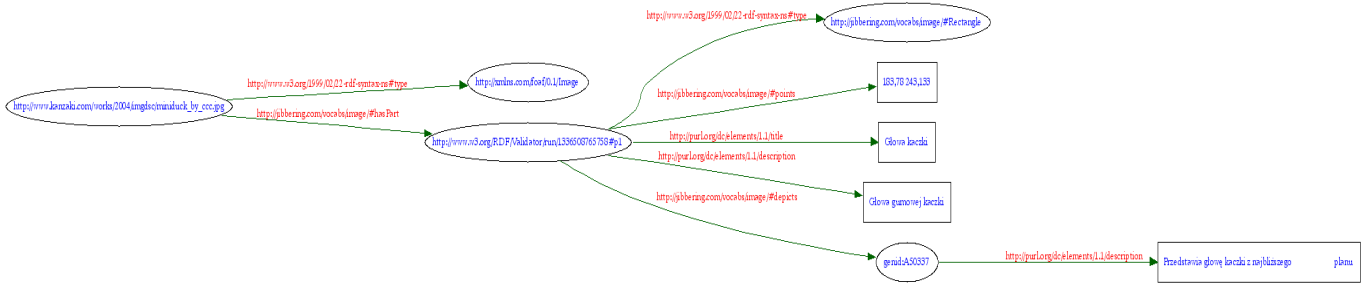 http://www.w3.org/1999/02/22-rdf-syntax-ns#type
http://jibbering.com/vocabs/image/#Rectangle
http://www.w3.org/1999/02/22-rdf-syntax-ns#type
http://xmlns.com/foaf/0.1/Image
183,78 243,133
http://jibbering.com/vocabs/image/#points
http://www.kanzaki.com/works/2004/imgdsc/miniduck_by_ccc.jpg
http://jibbering.com/vocabs/image/#hasPart
http://www.w3.org/RDF/Validator/run/1336508765758#p1
http://purl.org/dc/elements/1.1/title
Głowa kaczki
http://purl.org/dc/elements/1.1/description
Głowa gumowej kaczki
http://jibbering.com/vocabs/image/#depicts
genid:A50337
http://purl.org/dc/elements/1.1/description
Przedstawia głowę kaczki z najbliższego planu